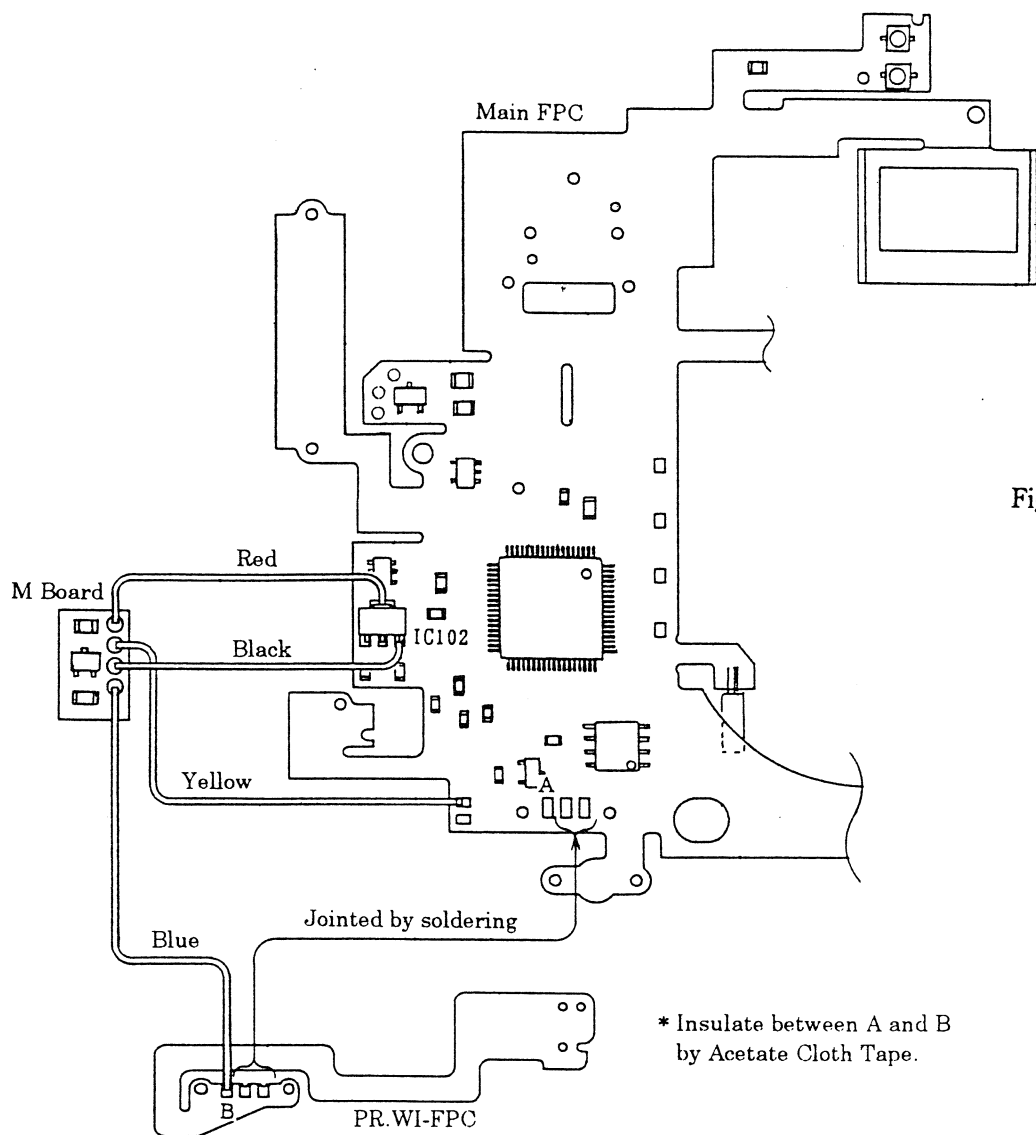 Main FPC
Fi
Red
M Board
IC102
Black
Yellow
A
Jointed by soldering
Blue
* Insulate between A and B
by Acetate Cloth Tape.
B
PR.WI-FPC